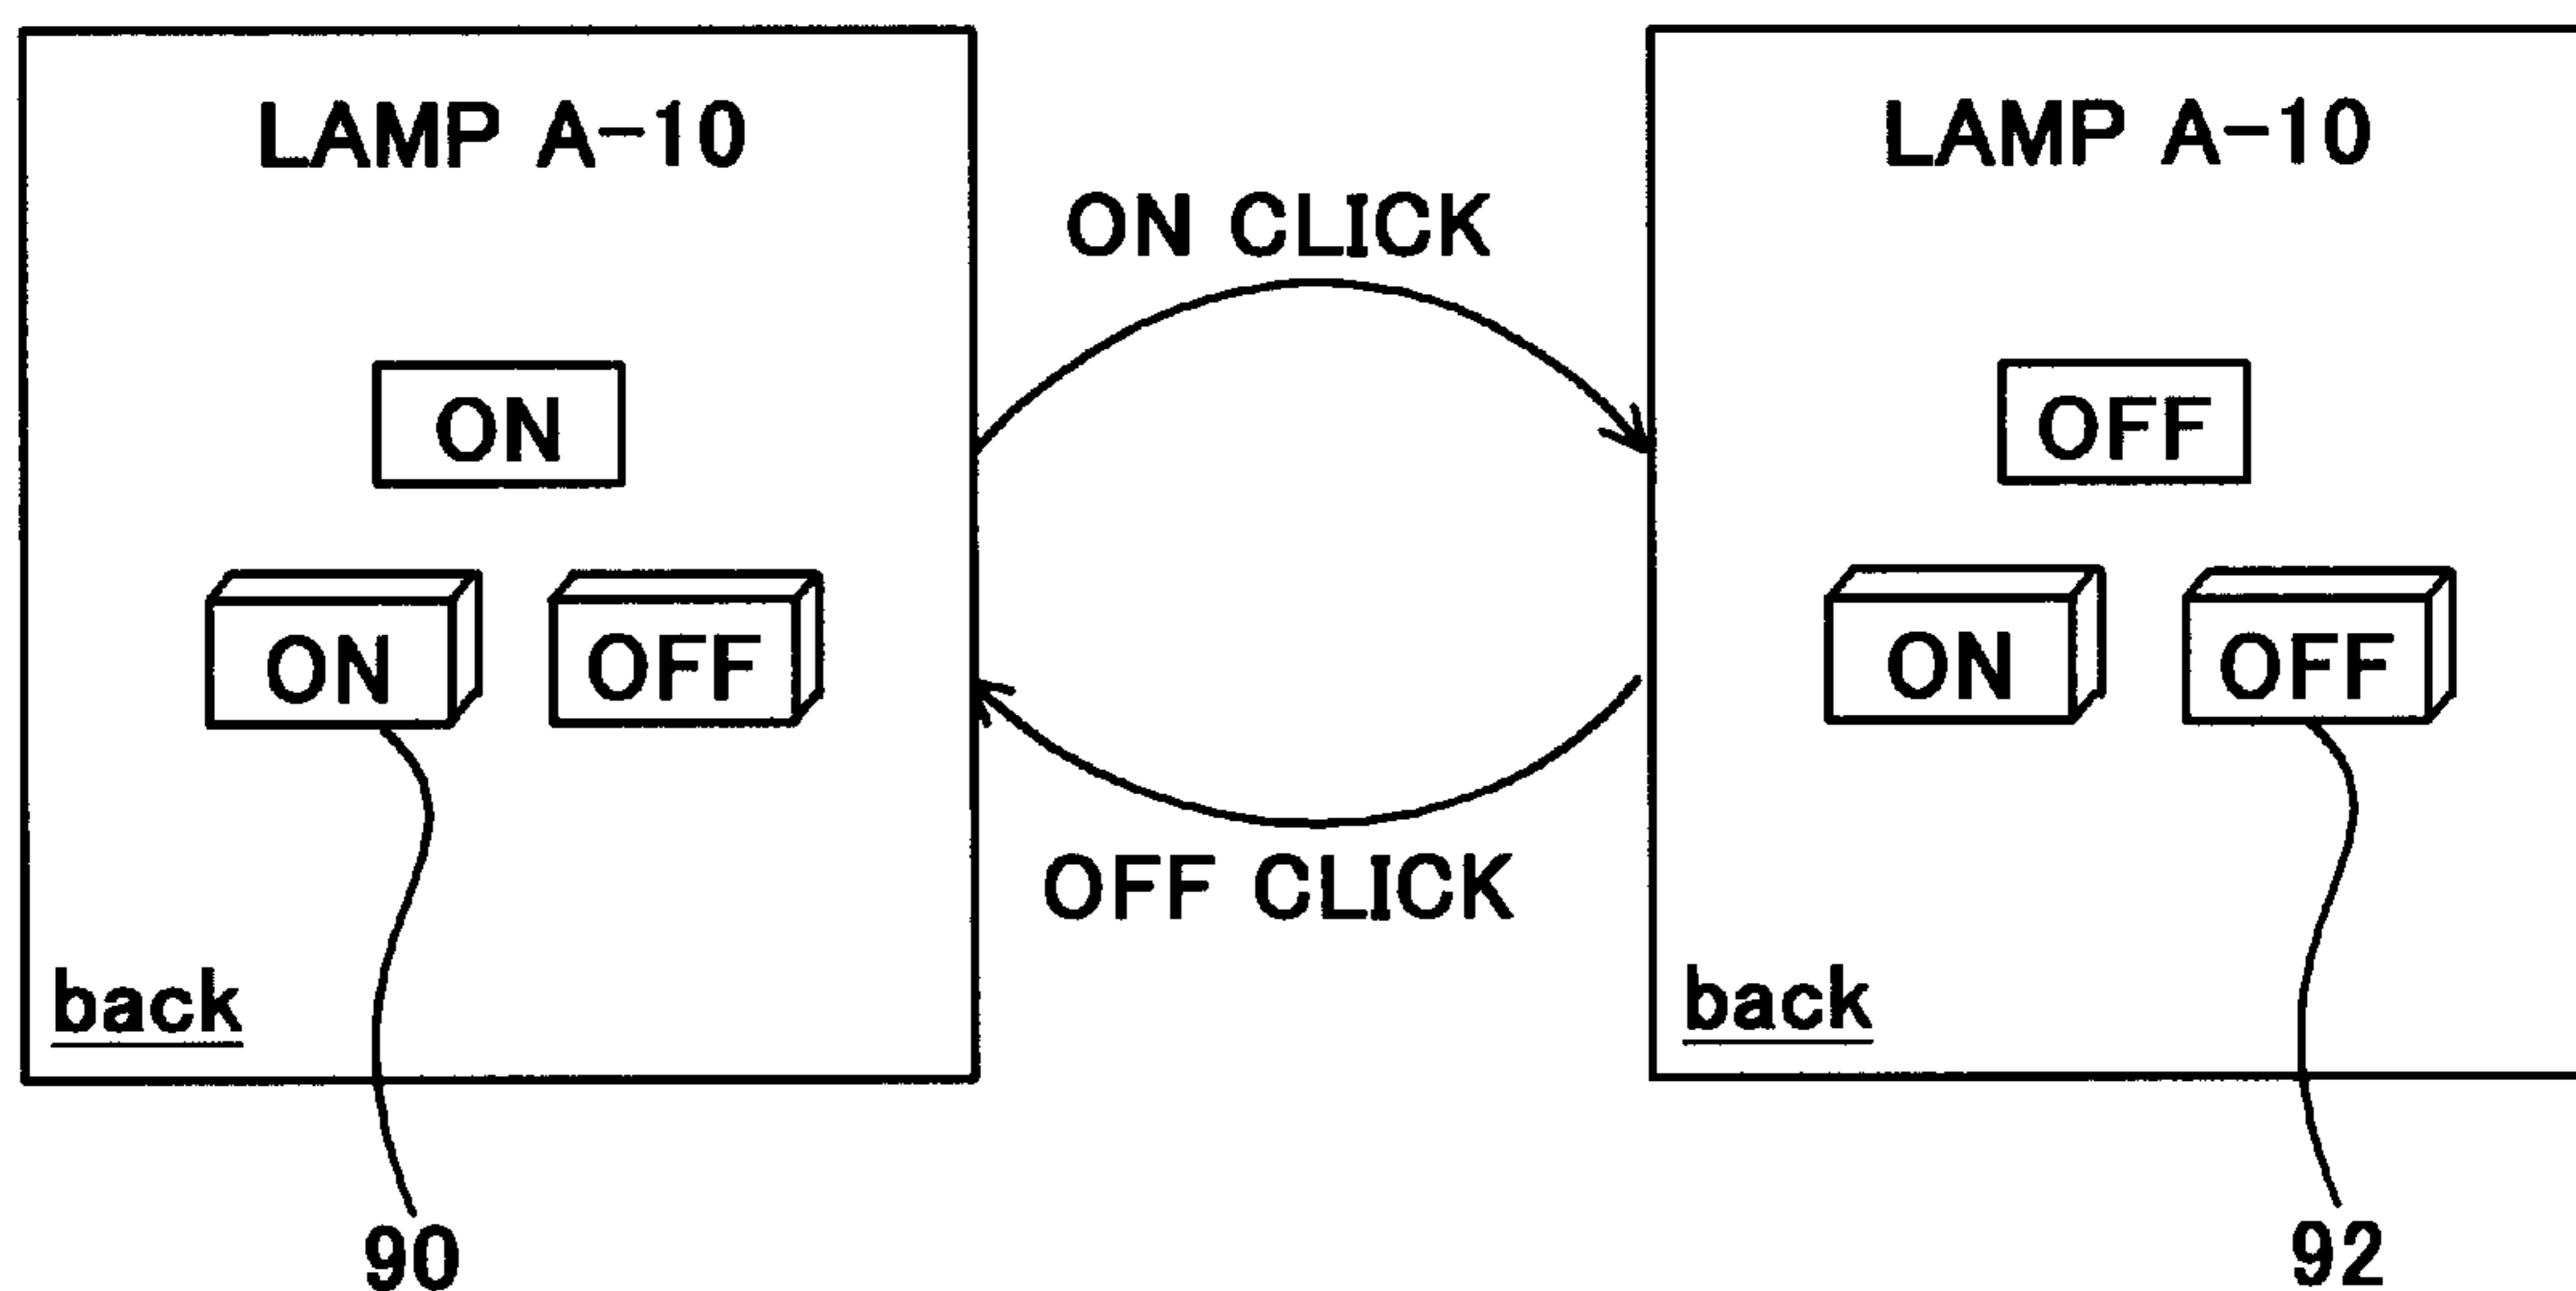 LAMP A-10
ON
ON OFF
back
90
ON CLICK
OFF CLICK
LAMP A-10
OFF
ON OFF
back
92